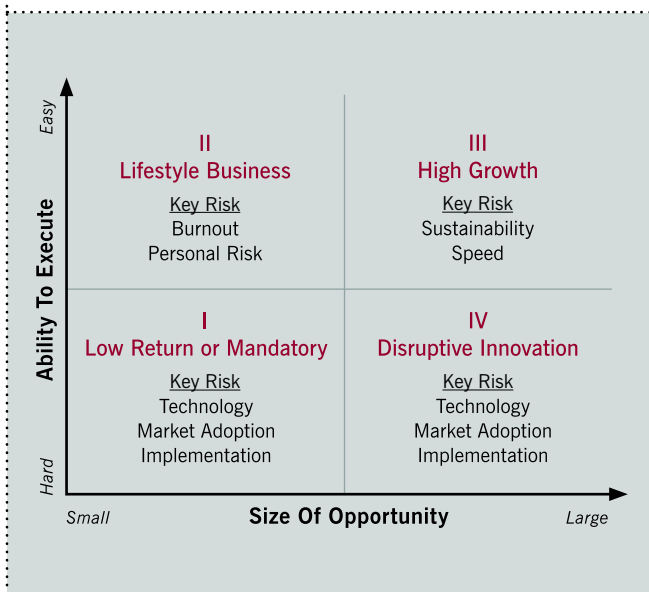 Easy
Ability To Execute
Hard
II
Lifestyle Business
Key Risk
Burnout
Personal Risk
III
High Growth
Key Risk
Sustainability
Speed
I
Low Return or Mandatory
Key Risk
Technology
Market Adoption
Implementation
IV
Disruptive Innovation
Key Risk
Technology
Market Adoption
Implementation
Small
Size Of Opportunity
Large